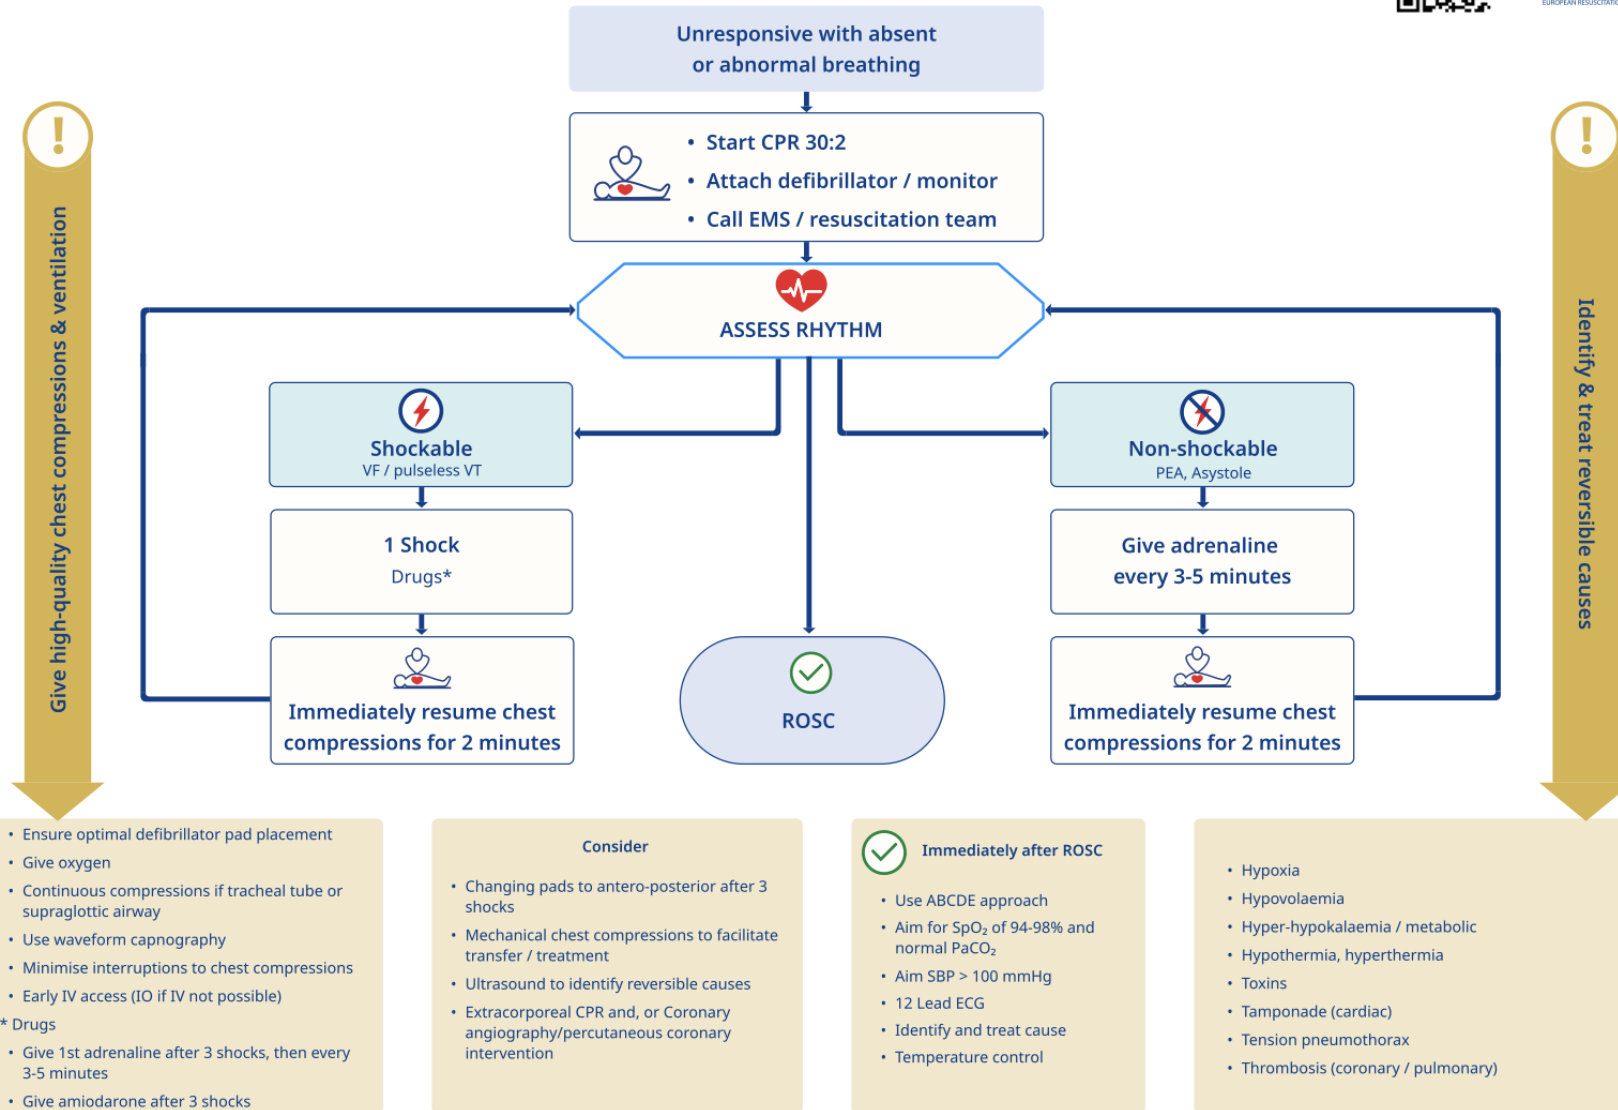 EUROPEAN RESUSCITATIO
Unresponsive with absent
or abnormal breathing
• Start CPR 30:2
• Attach defibrillator / monitor
• Call EMS / resuscitation team
ASSESS RHYTHM
!
Give high-quality chest compressions & ventilation
!
Identify & treat reversible causes
Shockable
VF / pulseless VT
1 Shock
Drugs*
Immediately resume chest
compressions for 2 minutes
ROSC
Non-shockable
PEA, Asystole
Give adrenaline
every 3-5 minutes
Immediately resume chest
compressions for 2 minutes
• Ensure optimal defibrillator pad placement
• Give oxygen
• Continuous compressions if tracheal tube or
supraglottic airway
• Use waveform capnography
• Minimise interruptions to chest compressions
• Early IV access (IO if IV not possible)
* Drugs
• Give 1st adrenaline after 3 shocks, then every
3-5 minutes
• Give amiodarone after 3 shocks
Consider
• Changing pads to antero-posterior after 3
shocks
• Mechanical chest compressions to facilitate
transfer / treatment
• Ultrasound to identify reversible causes
• Extracorporeal CPR and, or Coronary
angiography/percutaneous coronary
intervention
Immediately after ROSC
• Use ABCDE approach
• Aim for SpO₂ of 94-98% and
normal PaCO₂
• Aim SBP > 100 mmHg
• 12 Lead ECG
• Identify and treat cause
• Temperature control
• Hypoxia
• Hypovolaemia
• Hyper-hypokalaemia / metabolic
• Hypothermia, hyperthermia
• Toxins
• Tamponade (cardiac)
• Tension pneumothorax
• Thrombosis (coronary / pulmonary)